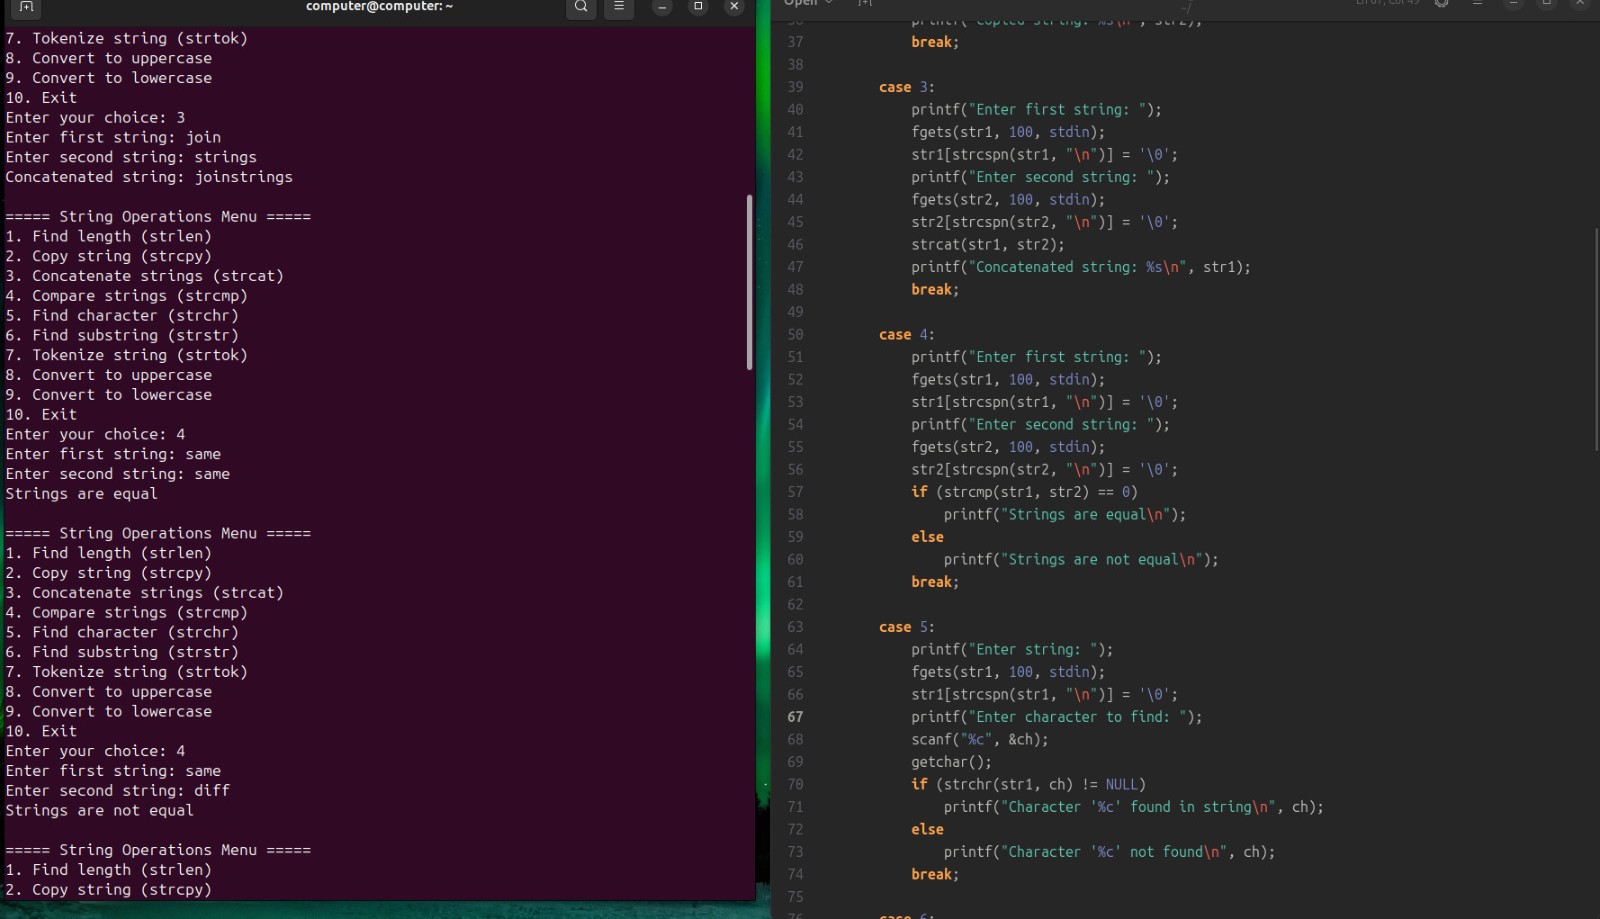 computer@computer: ~
7. Tokenize string (strtok)
8. Convert to uppercase
9. Convert to lowercase
10. Exit
Enter your choice: 3
Enter first string: join
Enter second string: strings
Concatenated string: joinstrings
===== String Operations Menu =====
1. Find length (strlen)
2. Copy string (strcpy)
3. Concatenate strings (strcat)
4. Compare strings (strcmp)
5. Find character (strchr)
6. Find substring (strstr)
7. Tokenize string (strtok)
8. Convert to uppercase
9. Convert to lowercase
10. Exit
Enter your choice: 4
Enter first string: same
Enter second string: same
Strings are equal
===== String Operations Menu =====
1. Find length (strlen)
2. Copy string (strcpy)
3. Concatenate strings (strcat)
4. Compare strings (strcmp)
5. Find character (strchr)
6. Find substring (strstr)
7. Tokenize string (strtok)
8. Convert to uppercase
9. Convert to lowercase
10. Exit
Enter your choice: 4
Enter first string: same
Enter second string: diff
Strings are not equal
===== String Operations Menu =====
1. Find length (strlen)
2. Copy string (strcpy)
Open
~/
36 printf("Copied string: %s\n", str2);
37 break;
38
39 case 3:
40 printf("Enter first string: ");
41 fgets(str1, 100, stdin);
42 str1[strcspn(str1, "\n")] = '\0';
43 printf("Enter second string: ");
44 fgets(str2, 100, stdin);
45 str2[strcspn(str2, "\n")] = '\0';
46 strcat(str1, str2);
47 printf("Concatenated string: %s\n", str1);
48 break;
49
50 case 4:
51 printf("Enter first string: ");
52 fgets(str1, 100, stdin);
53 str1[strcspn(str1, "\n")] = '\0';
54 printf("Enter second string: ");
55 fgets(str2, 100, stdin);
56 str2[strcspn(str2, "\n")] = '\0';
57 if (strcmp(str1, str2) == 0)
58 printf("Strings are equal\n");
59 else
60 printf("Strings are not equal\n");
61 break;
62
63 case 5:
64 printf("Enter string: ");
65 fgets(str1, 100, stdin);
66 str1[strcspn(str1, "\n")] = '\0';
67 printf("Enter character to find: ");
68 scanf("%c", &ch);
69 getchar();
70 if (strchr(str1, ch) != NULL)
71 printf("Character '%c' found in string\n", ch);
72 else
73 printf("Character '%c' not found\n", ch);
74 break;
75
76 case 6: